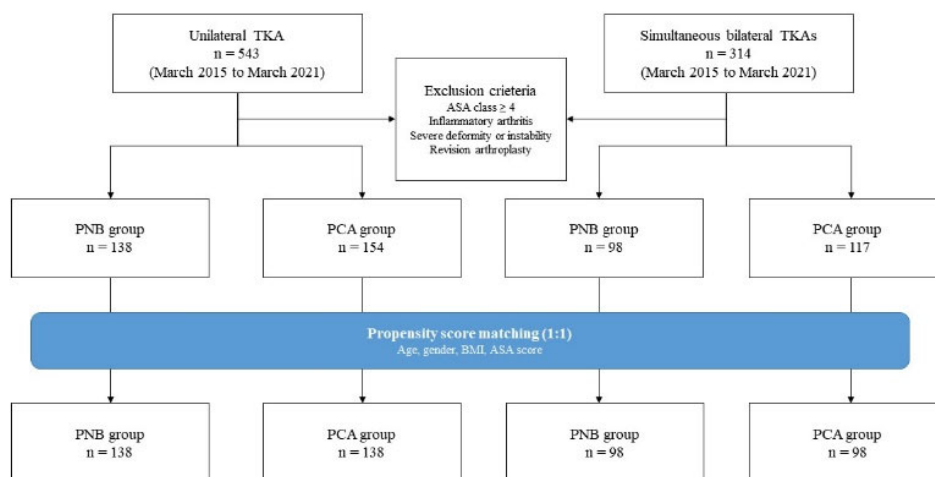 Unilateral TKA
n = 543
(March 2015 to March 2021)
Simultaneous bilateral TKAs
n = 314
(March 2015 to March 2021)
Exclusion crieteria
ASA class ≥ 4
Inflammatory arthritis
Severe deformity or instability
Revision arthroplasty
PNB group
n = 138
PCA group
n = 154
PNB group
n = 98
PCA group
n = 117
Propensity score matching (1:1)
Age, gender, BMI, ASA score
PNB group
n = 138
PCA group
n = 138
PNB group
n = 98
PCA group
n = 98